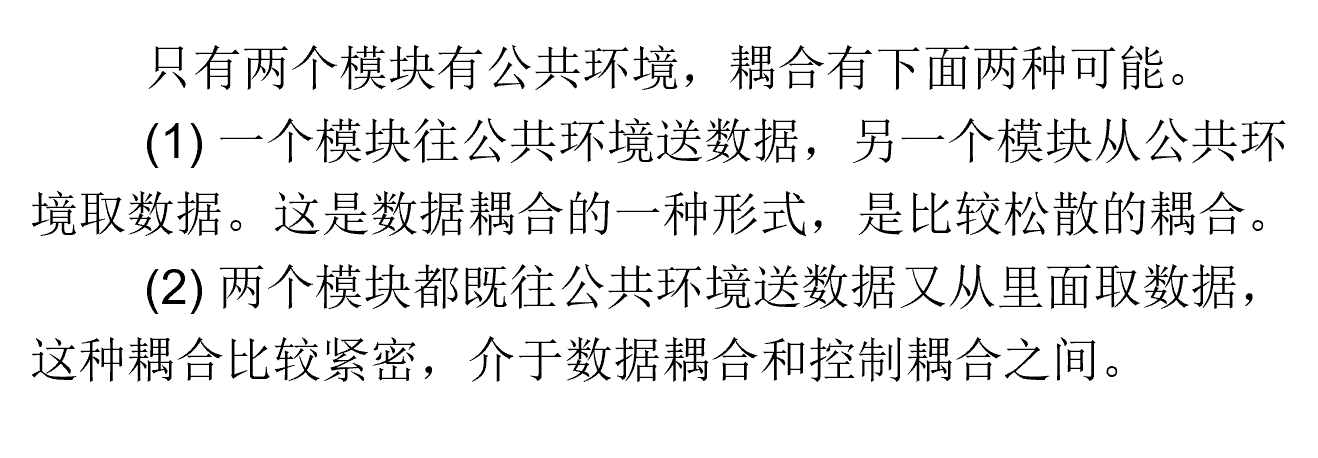 只有两个模块有公共环境，耦合有下面两种可能。
(1) 一个模块往公共环境送数据，另一个模块从公共环
境取数据。这是数据耦合的一种形式，是比较松散的耦合。
(2) 两个模块都既往公共环境送数据又从里面取数据，
这种耦合比较紧密，介于数据耦合和控制耦合之间。